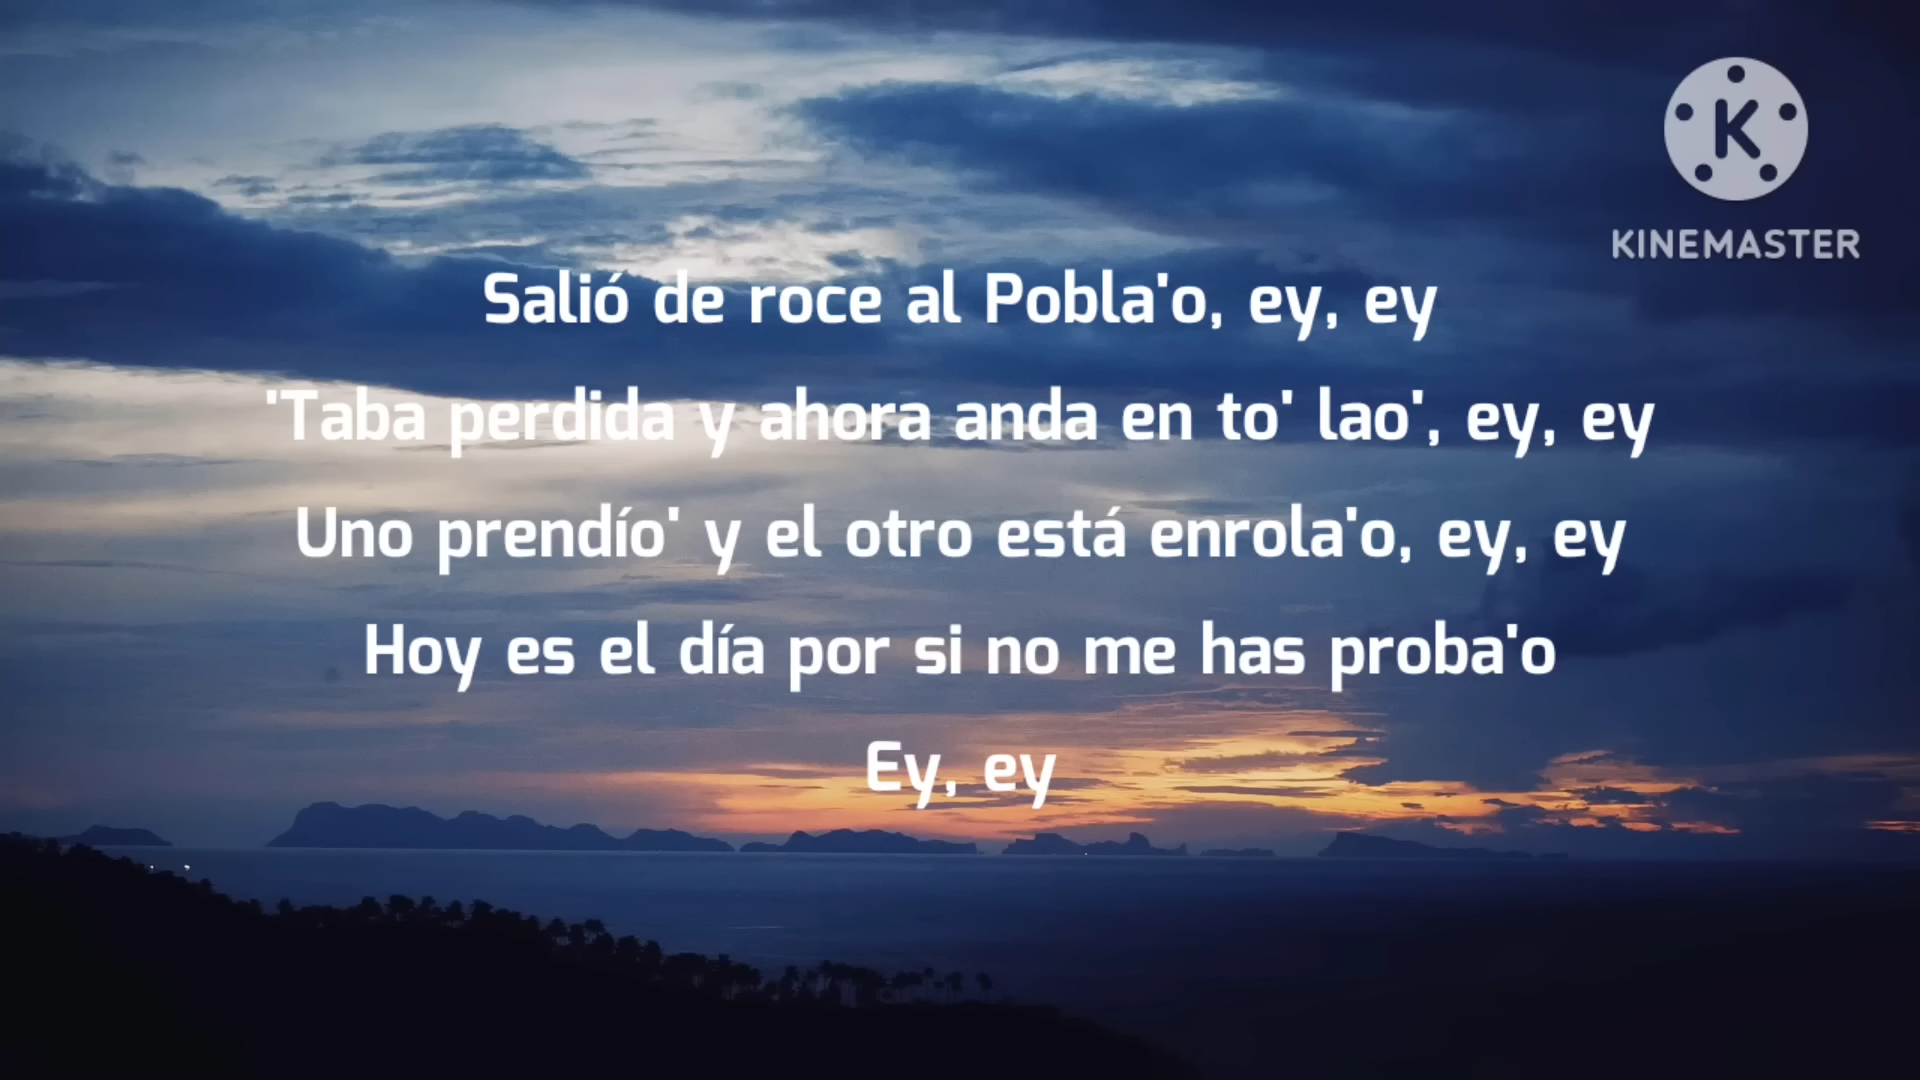 K
KINEMASTER
Salió de roce al Pobla'o, ey, ey
'Taba perdida y ahora anda en to' lao', ey, ey
Uno prendío' y el otro está enrola'o, ey, ey
Hoy es el día por si no me has proba'o
Ey, ey